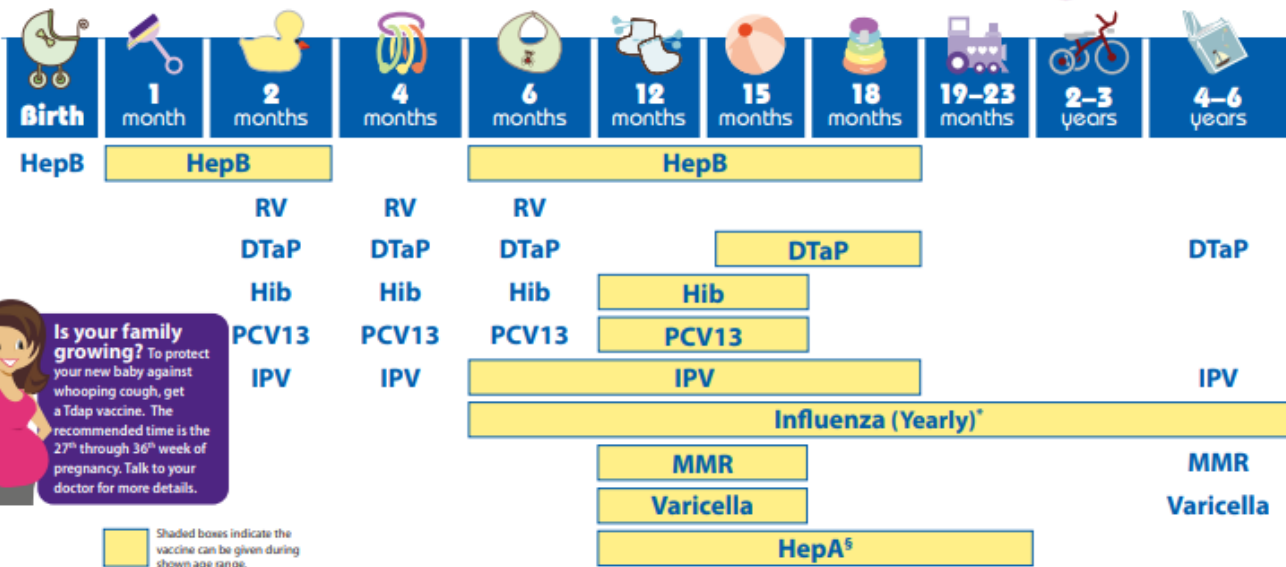 Birth
1
month
2
months
4
months
6
months
12
months
15
months
18
months
19–23
months
2–3
years
4–6
years
HepB HepB HepB
RV RV RV
DTaP DTaP DTaP DTaP DTaP
Hib Hib Hib Hib
PCV13 PCV13 PCV13 PCV13
IPV IPV IPV IPV
Influenza (Yearly)*
MMR MMR
Varicella Varicella
HepA§
Is your family
growing? To protect
your new baby against
whooping cough, get
a Tdap vaccine. The
recommended time is the
27th through 36th week of
pregnancy. Talk to your
doctor for more details.
Shaded boxes indicate the
vaccine can be given during
shown age range.